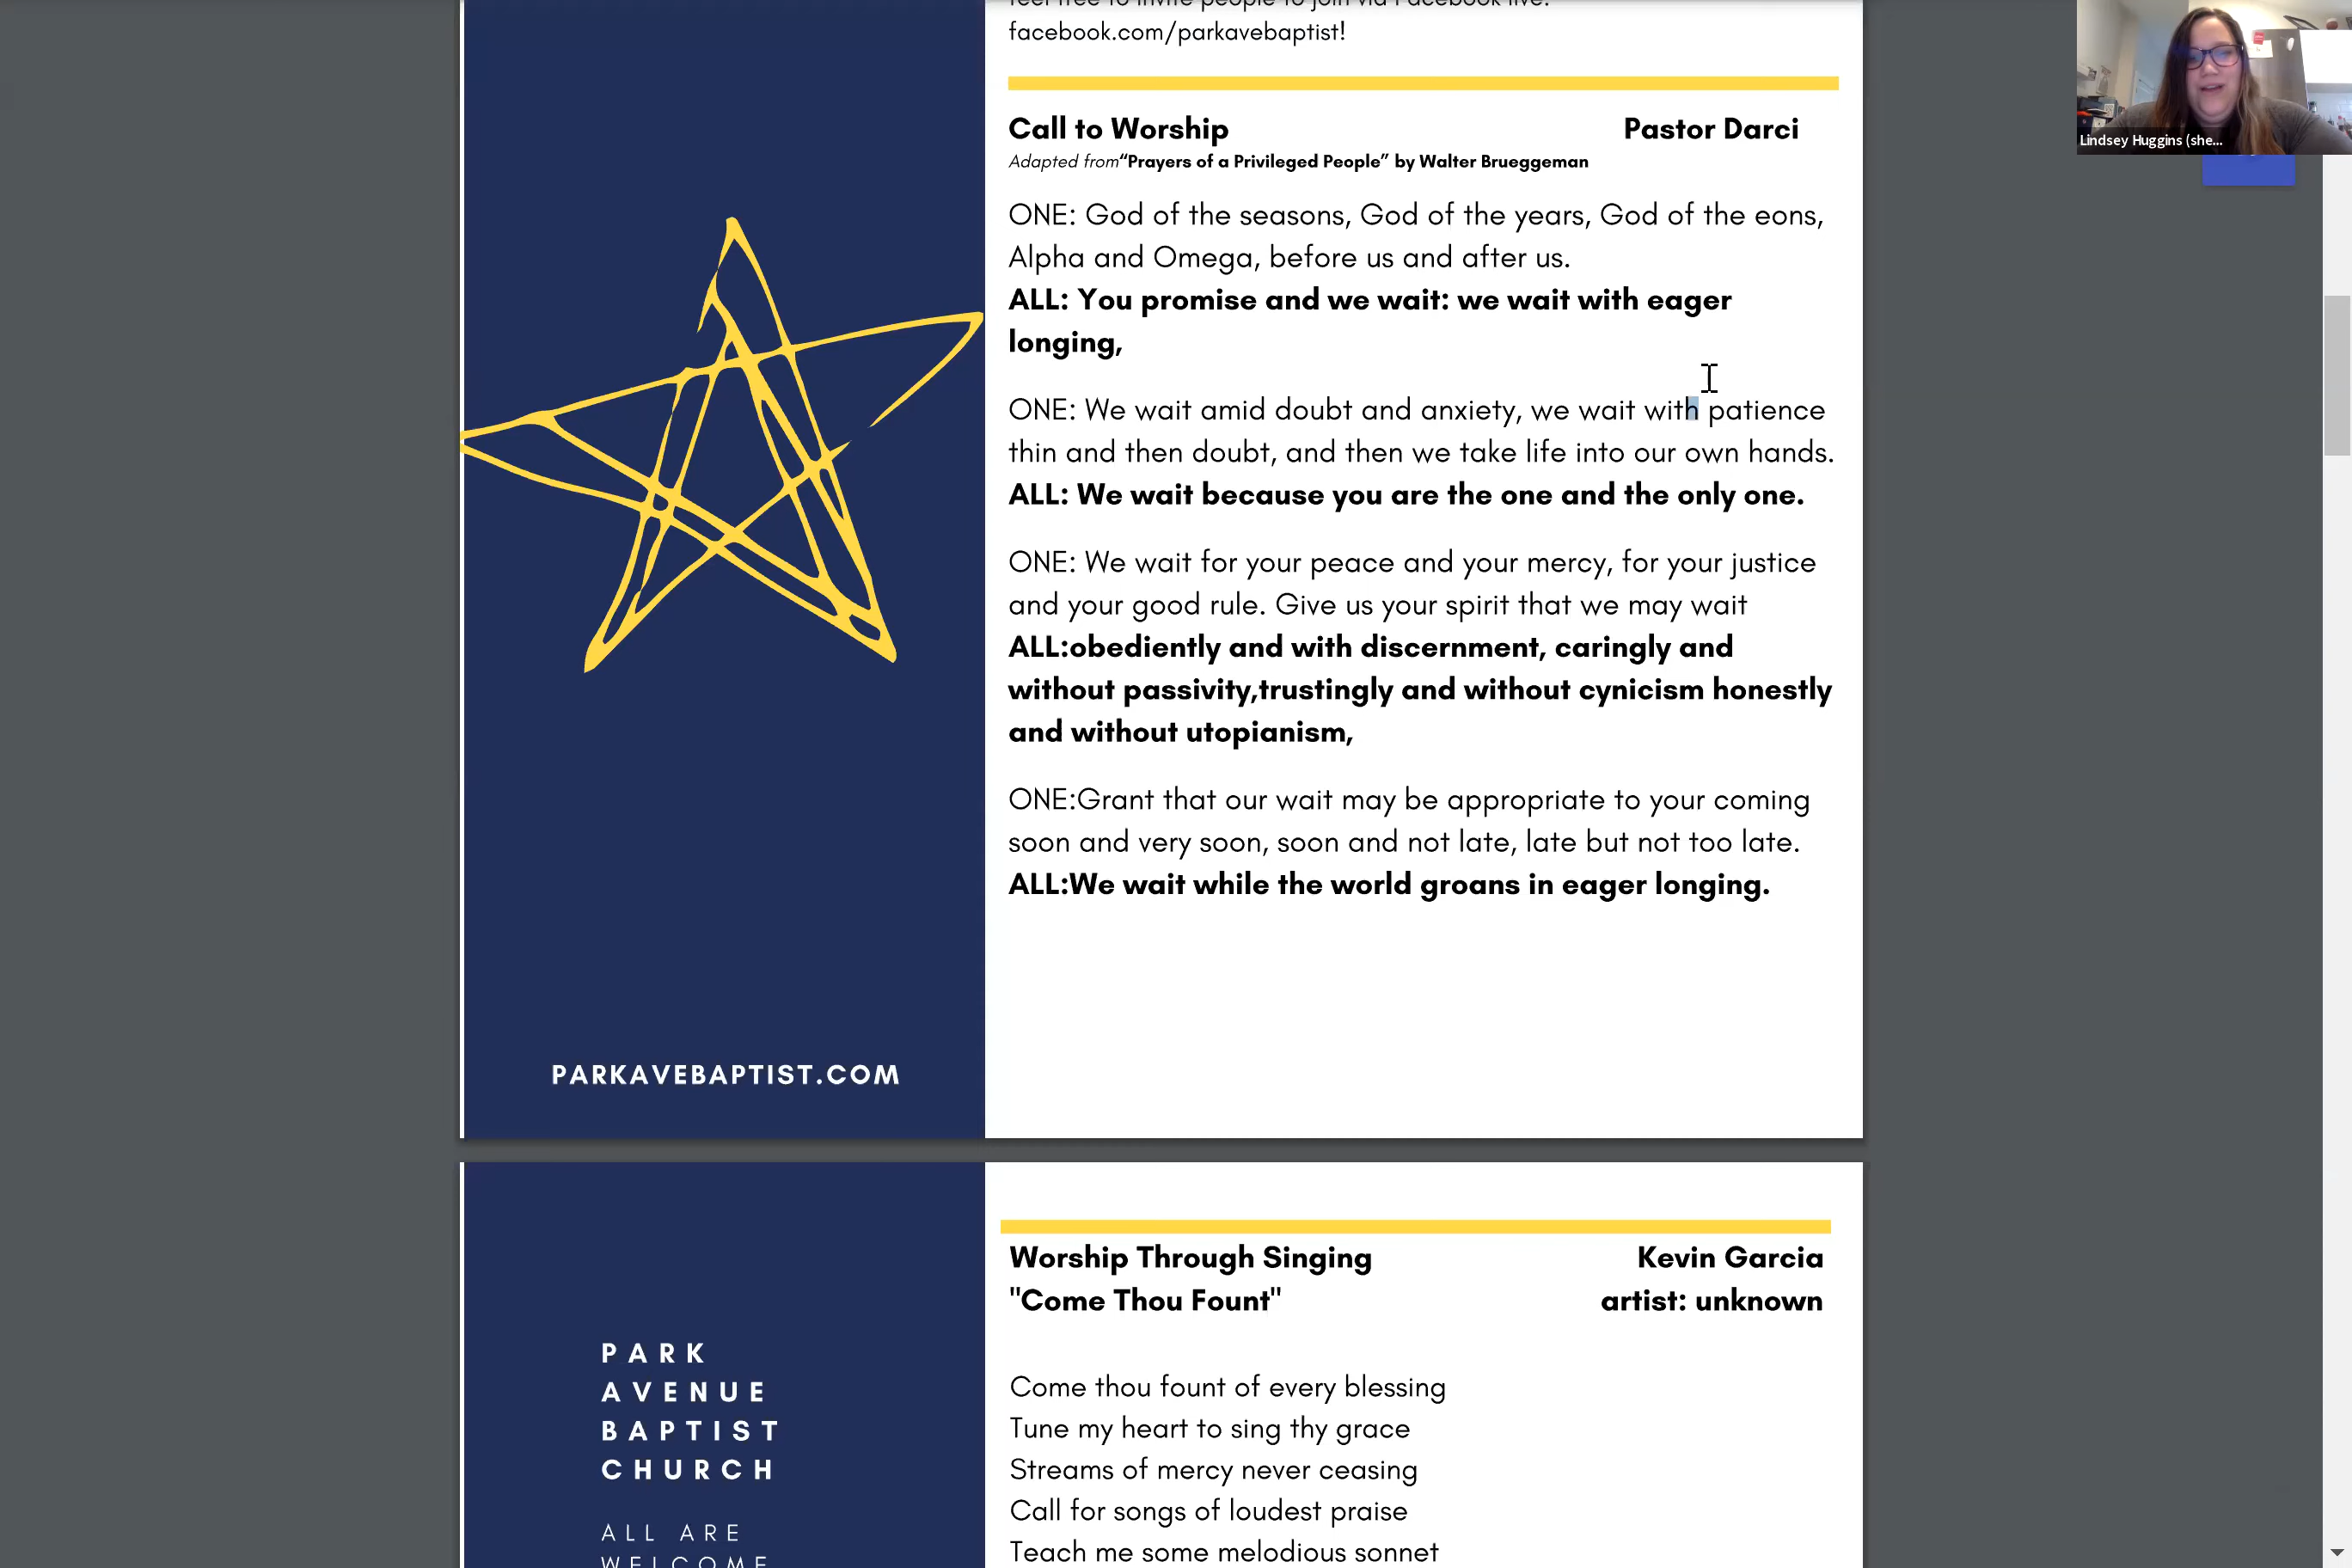 feel free to invite people to join via Facebook live:
facebook.com/parkavebaptist!
Call to Worship Pastor Darci
Adapted from“Prayers of a Privileged People” by Walter Brueggeman
ONE: God of the seasons, God of the years, God of the eons,
Alpha and Omega, before us and after us.
ALL: You promise and we wait: we wait with eager
longing,
ONE: We wait amid doubt and anxiety, we wait with patience
thin and then doubt, and then we take life into our own hands.
ALL: We wait because you are the one and the only one.
ONE: We wait for your peace and your mercy, for your justice
and your good rule. Give us your spirit that we may wait
ALL:obediently and with discernment, caringly and
without passivity,trustingly and without cynicism honestly
and without utopianism,
ONE:Grant that our wait may be appropriate to your coming
soon and very soon, soon and not late, late but not too late.
ALL:We wait while the world groans in eager longing.
PARKAVEBAPTIST.COM
Lindsey Huggins (she...
Worship Through Singing Kevin Garcia
"Come Thou Fount" artist: unknown
Come thou fount of every blessing
Tune my heart to sing thy grace
Streams of mercy never ceasing
Call for songs of loudest praise
Teach me some melodious sonnet
PARK
AVENUE
BAPTIST
CHURCH
ALL ARE
WELCOME